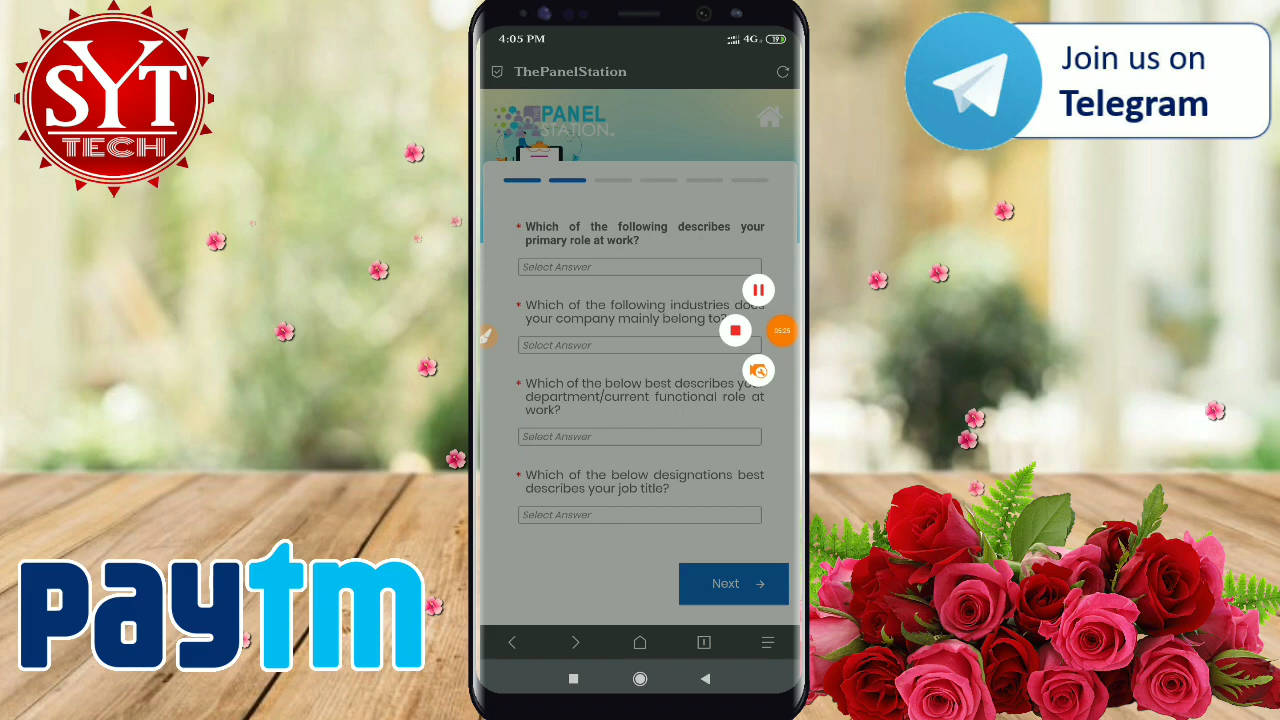 SYT
TECH
Join us on
Telegram
paytm
4:05 PM
4G
19
ThePanelStation
PANEL
STATION
* Which of the following describes your
primary role at work?
Select Answer
* Which of the following industries does
your company mainly belong to?
Select Answer
* Which of the below best describes your
department/current functional role at
work?
Select Answer
* Which of the below designations best
describes your job title?
Select Answer
Next →
05:25